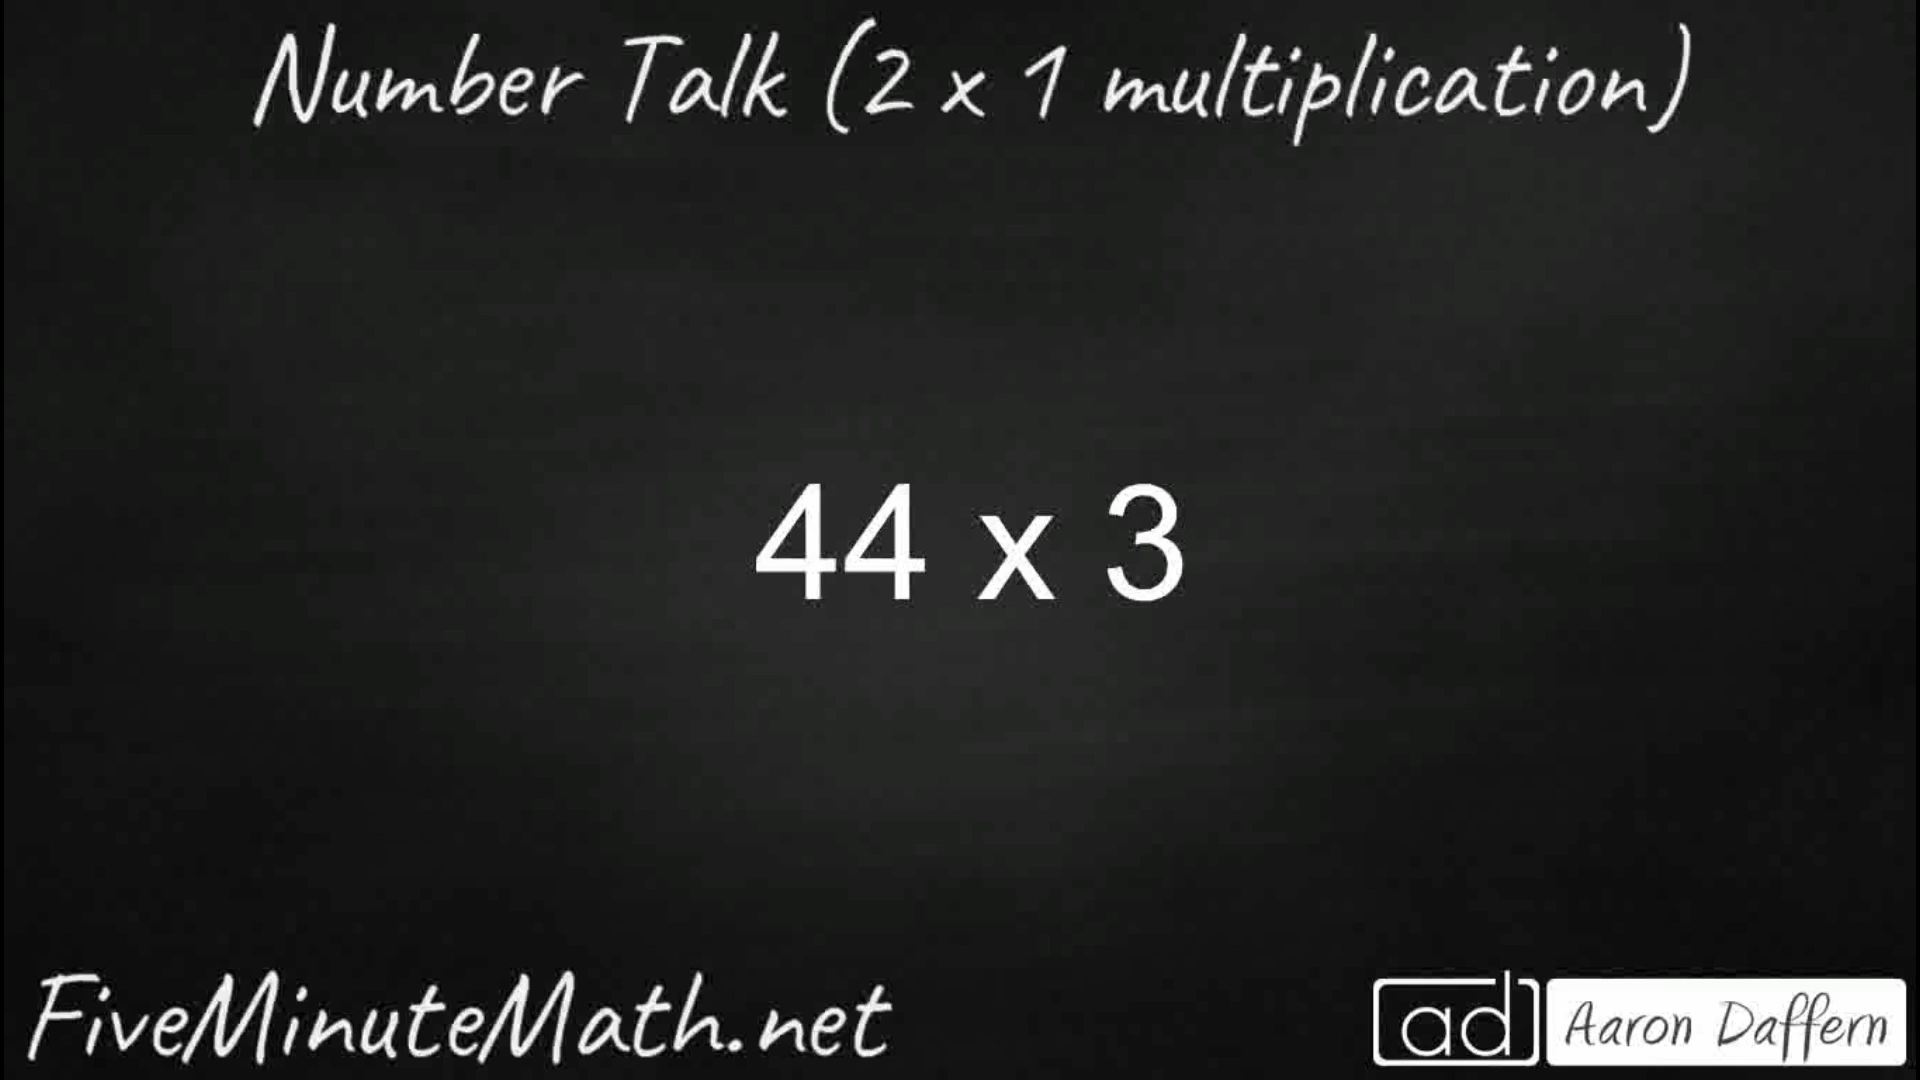 Number Talk (2 x 1 multiplication)
44 x 3
FiveMinuteMath.net
ad Aaron Daffern